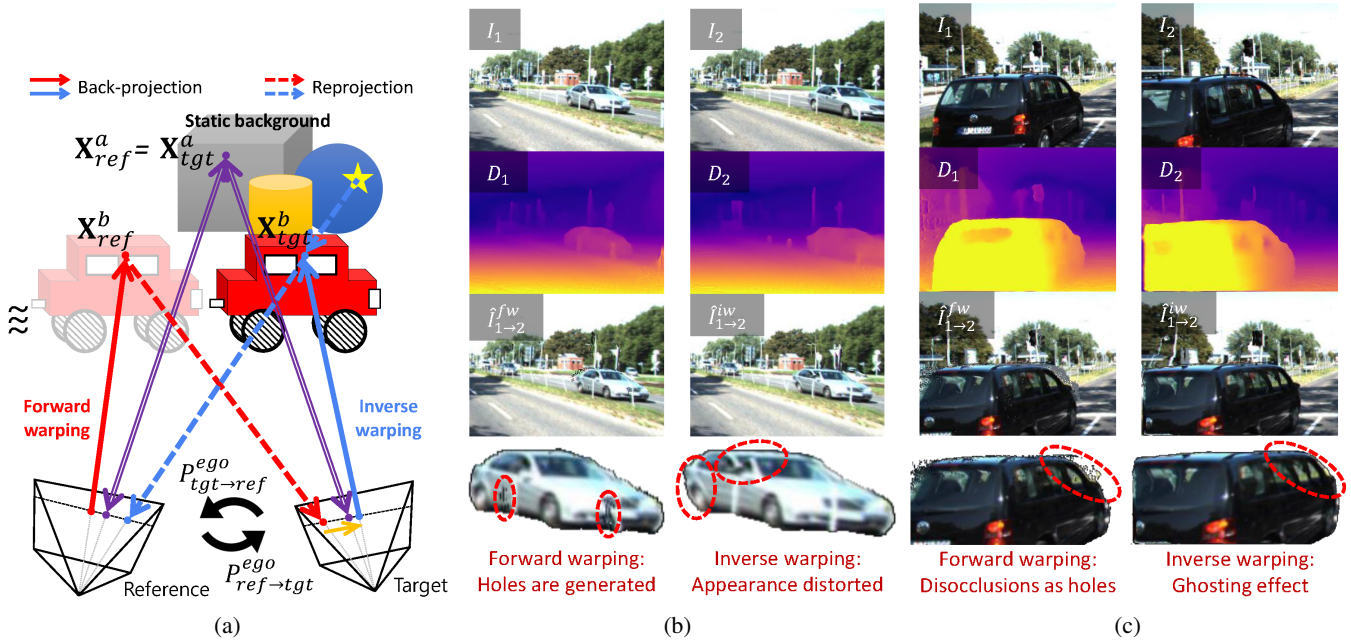 Back-projection
Reprojection
Static background
X^a_ref = X^a_tgt
X^b_ref
X^b_tgt
≈
≈
Forward
warping
Inverse
warping
P^ego_tgt→ref
P^ego_ref→tgt
Reference
Target
(a)
I_1
I_2
D_1
D_2
Î^fw_1→2
Î^iw_1→2
Forward warping:
Holes are generated
Inverse warping:
Appearance distorted
(b)
I_1
I_2
D_1
D_2
Î^fw_1→2
Î^iw_1→2
Forward warping:
Disocclusions as holes
Inverse warping:
Ghosting effect
(c)